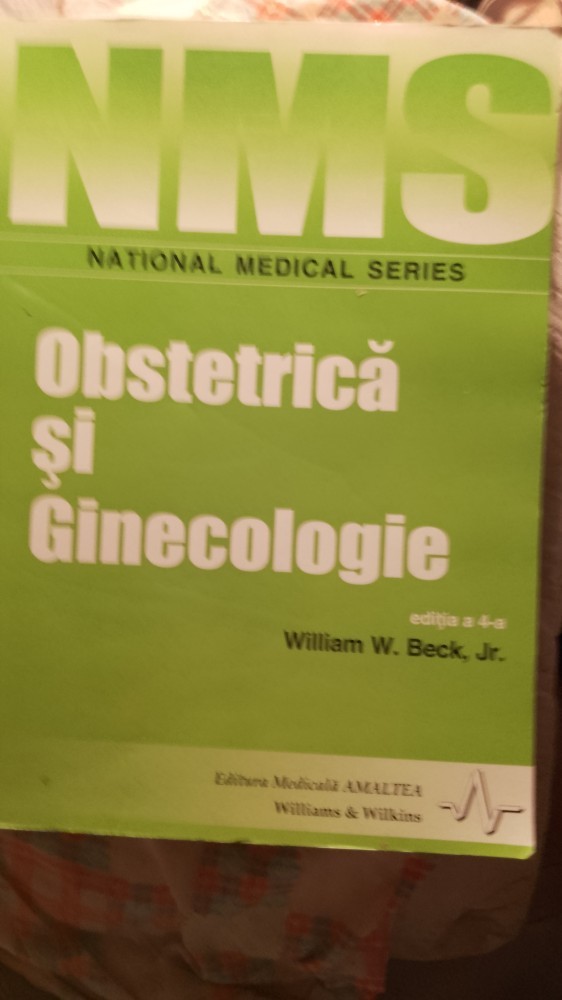 NMS
NATIONAL MEDICAL SERIES
Obstetrică
şi
Ginecologie
ediţia a 4-a
William W. Beck, Jr.
Editura Medicală AMALTEA
Williams & Wilkins